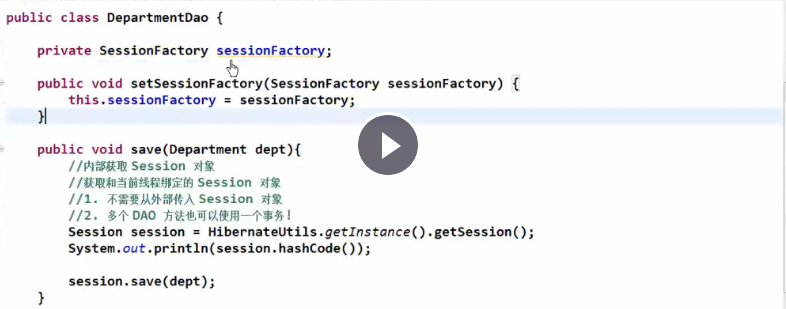 public class DepartmentDao {
private SessionFactory sessionFactory;
public void setSessionFactory(SessionFactory sessionFactory) {
this.sessionFactory = sessionFactory;
}
public void save(Department dept){
//内部获取 Session 对象
//获取和当前线程绑定的 Session 对象
//1. 不需要从外部传入 Session 对象
//2. 多个 DAO 方法也可以使用一个事务!
Session session = HibernateUtils.getInstance().getSession();
System.out.println(session.hashCode());
session.save(dept);
}